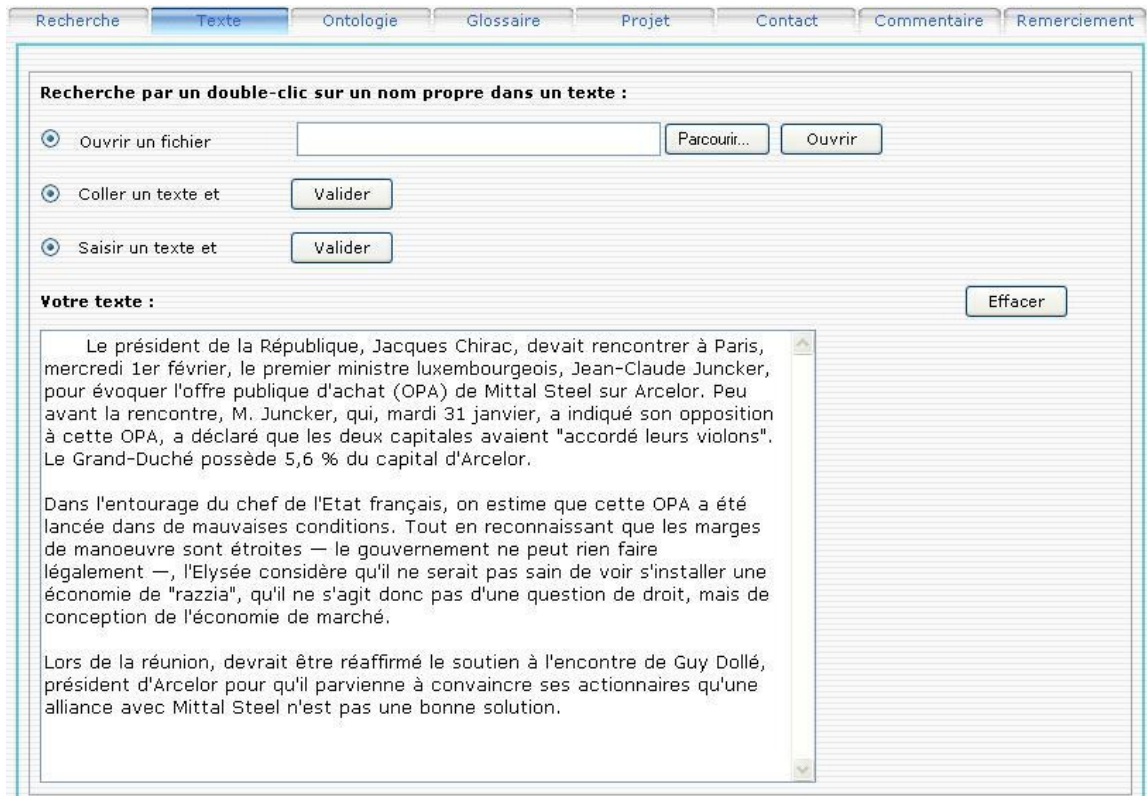 Recherche Texte Ontologie Glossaire Projet Contact Commentaire Remerciement
Recherche par un double-clic sur un nom propre dans un texte :
Ouvrir un fichier Parcourir... Ouvrir
Coller un texte et Valider
Saisir un texte et Valider
Votre texte : Effacer
Le président de la République, Jacques Chirac, devait rencontrer à Paris,
mercredi 1er février, le premier ministre luxembourgeois, Jean-Claude Juncker,
pour évoquer l'offre publique d'achat (OPA) de Mittal Steel sur Arcelor. Peu
avant la rencontre, M. Juncker, qui, mardi 31 janvier, a indiqué son opposition
à cette OPA, a déclaré que les deux capitales avaient "accordé leurs violons".
Le Grand-Duché possède 5,6 % du capital d'Arcelor.
Dans l'entourage du chef de l'Etat français, on estime que cette OPA a été
lancée dans de mauvaises conditions. Tout en reconnaissant que les marges
de manoeuvre sont étroites — le gouvernement ne peut rien faire
légalement —, l'Elysée considère qu'il ne serait pas sain de voir s'installer une
économie de "razzia", qu'il ne s'agit donc pas d'une question de droit, mais de
conception de l'économie de marché.
Lors de la réunion, devrait être réaffirmé le soutien à l'encontre de Guy Dollé,
président d'Arcelor pour qu'il parvienne à convaincre ses actionnaires qu'une
alliance avec Mittal Steel n'est pas une bonne solution.